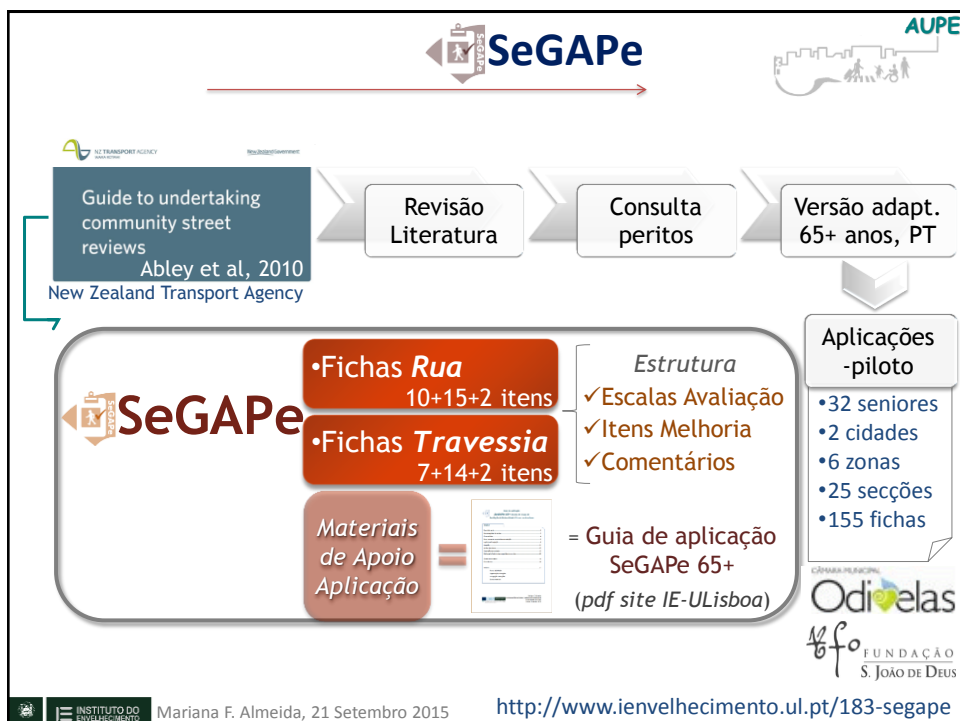 SeGAPe
SeGAPe
AUPE
NZ TRANSPORT AGENCY
New Zealand Government
Guide to undertaking
community street
reviews
Abley et al, 2010
New Zealand Transport Agency
Revisão
Literatura
Consulta
peritos
Versão adapt.
65+ anos, PT
Aplicações
-piloto
•32 seniores
•2 cidades
•6 zonas
•25 secções
•155 fichas
SeGAPe
SeGAPe
•Fichas Rua
10+15+2 itens
•Fichas Travessia
7+14+2 itens
Estrutura
✓Escalas Avaliação
✓Itens Melhoria
✓Comentários
Materiais
de Apoio
Aplicação
=
= Guia de aplicação
SeGAPe 65+
(pdf site IE-ULisboa)
CÂMARA MUNICIPAL
Odivelas
FUNDAÇÃO
S. JOÃO DE DEUS
INSTITUTO DO
ENVELHECIMENTO
Mariana F. Almeida, 21 Setembro 2015
http://www.ienvelhecimento.ul.pt/183-segape